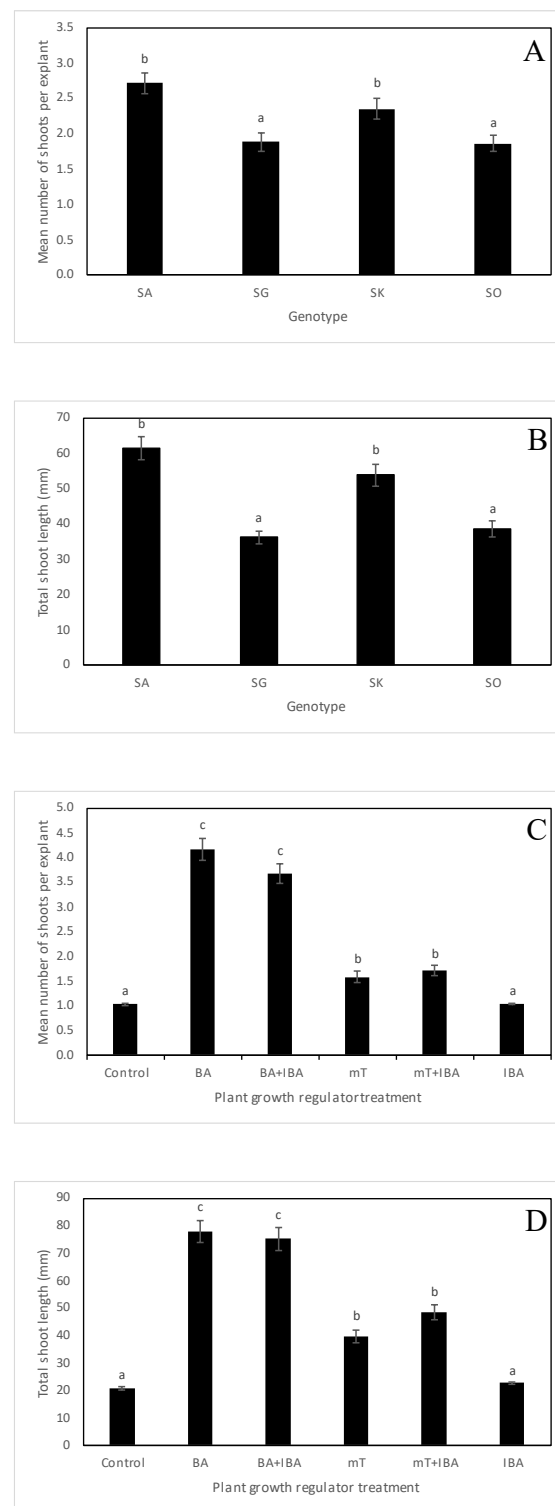 A
Mean number of shoots per explant
3.5
3.0
2.5
2.0
1.5
1.0
0.5
0.0
b
a
b
a
SA SG SK SO
Genotype
B
Total shoot length (mm)
70
60
50
40
30
20
10
0
b
a
b
a
SA SG SK SO
Genotype
C
Mean number of shoots per explant
5.0
4.5
4.0
3.5
3.0
2.5
2.0
1.5
1.0
0.5
0.0
a
c
c
b
b
a
Control BA BA+IBA mT mT+IBA IBA
Plant growth regulatortreatment
D
Total shoot length (mm)
90
80
70
60
50
40
30
20
10
0
a
c
c
b
b
a
Control BA BA+IBA mT mT+IBA IBA
Plant growth regulator treatment